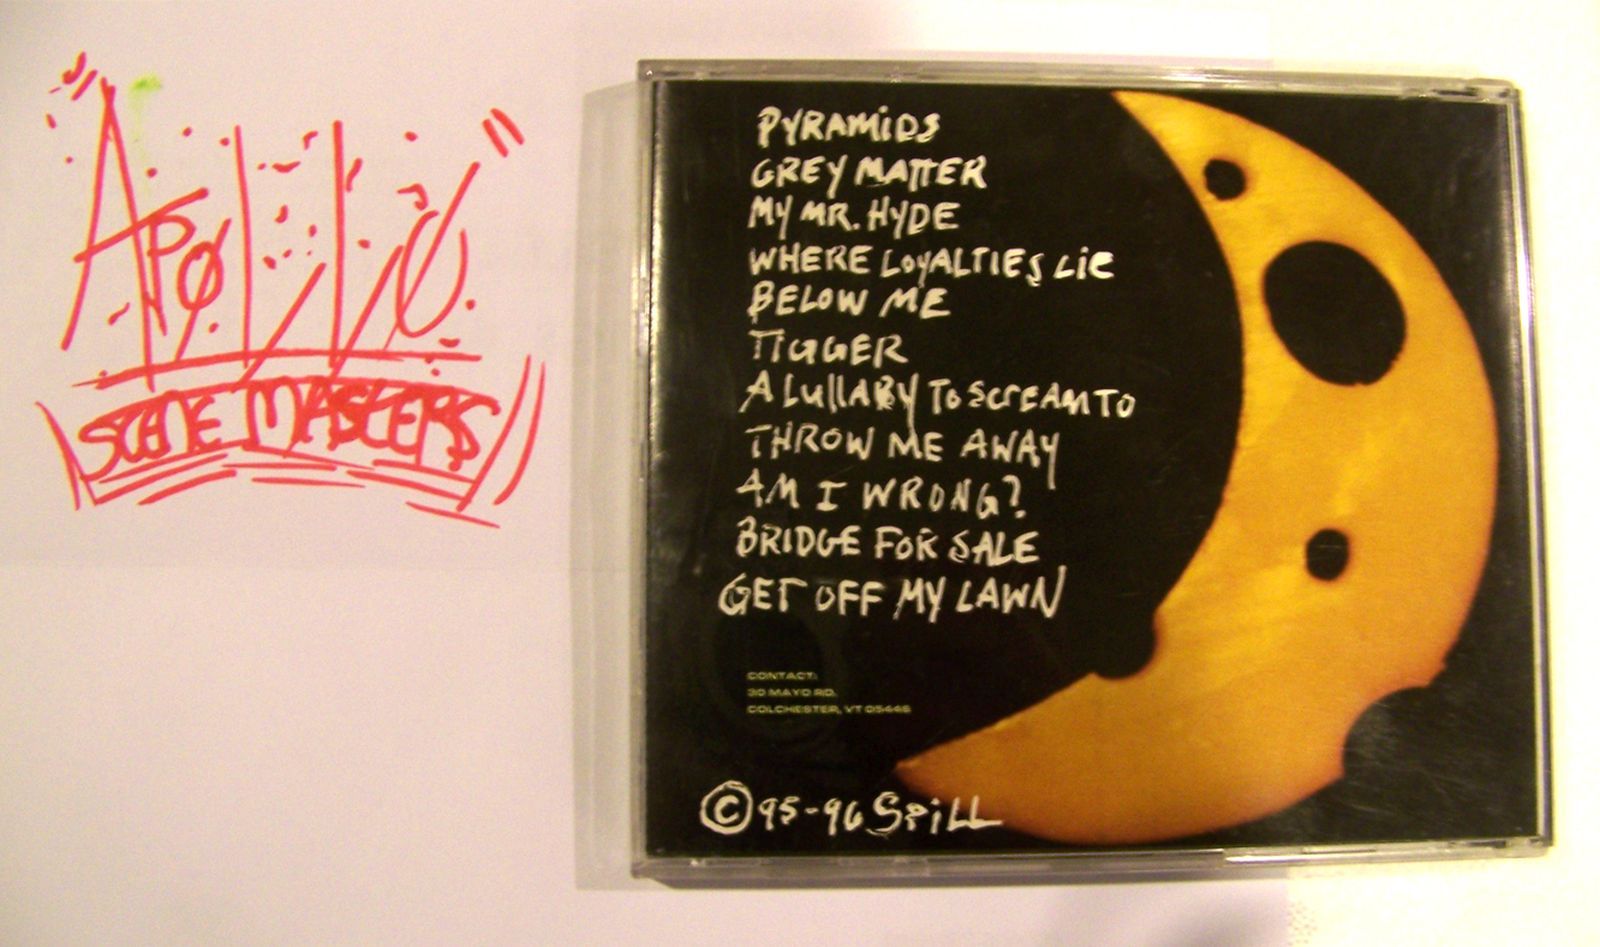 "APOLLO"
SCENE MASTERS
PYRAMiDS
GREY MATTER
MY MR. HYDE
WHERE LOYALTIES LiE
BELOW ME
TIGGER
A LullABY To SCREAM TO
THROW ME AWAY
AM I WRONG?
BRIDGE FOR SALE
GET OFF MY LAWN
CONTACT:
30 MAYO RD.
COLCHESTER, VT 05446
© 95-96 SPiLL